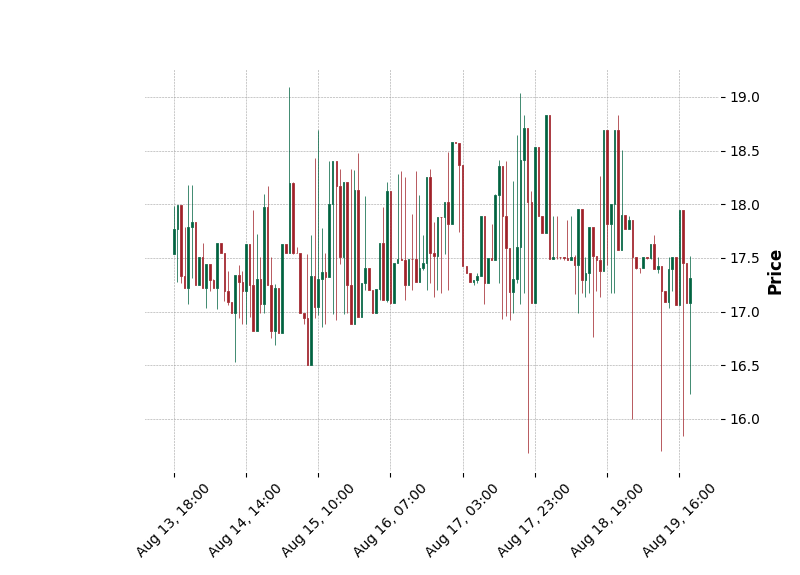 19.0
18.5
18.0
17.5
17.0
16.5
16.0
Price
Aug 13, 18:00
Aug 14, 14:00
Aug 15, 10:00
Aug 16, 07:00
Aug 17, 03:00
Aug 17, 23:00
Aug 18, 19:00
Aug 19, 16:00